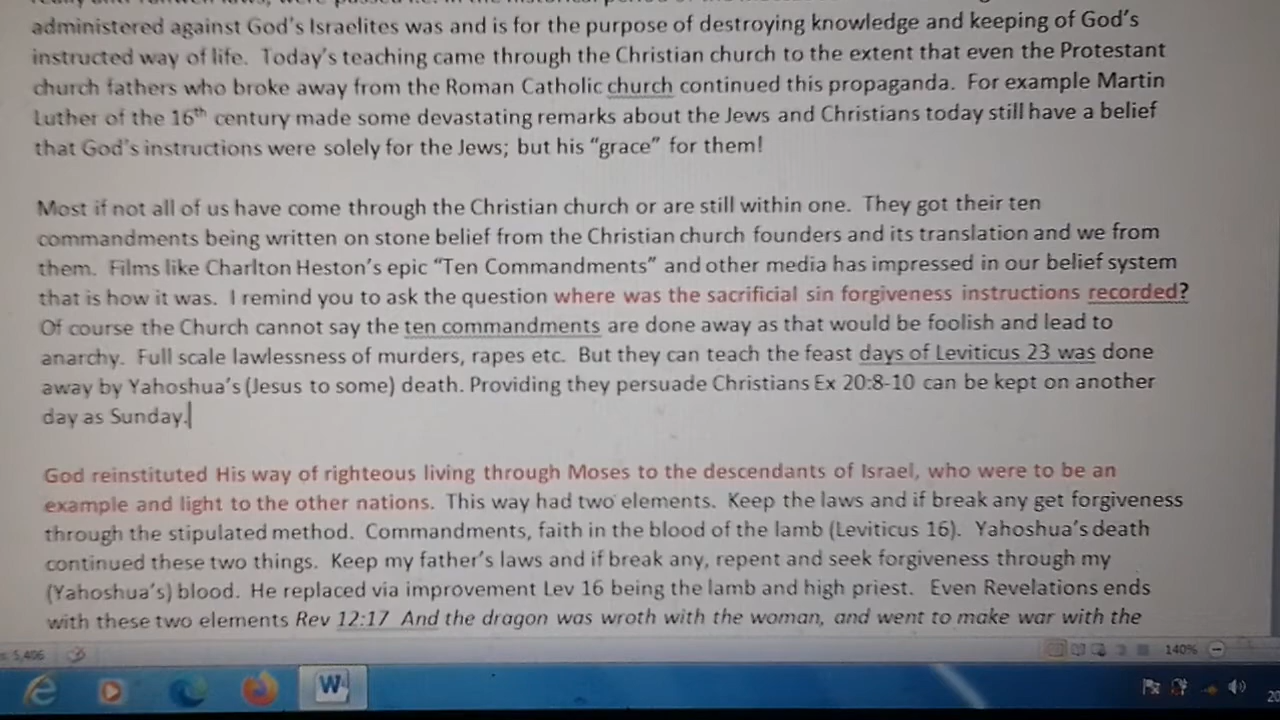 administered against God's Israelites was and is for the purpose of destroying knowledge and keeping of God's
instructed way of life. Today's teaching came through the Christian church to the extent that even the Protestant
church fathers who broke away from the Roman Catholic church continued this propaganda. For example Martin
Luther of the 16th century made some devastating remarks about the Jews and Christians today still have a belief
that God's instructions were solely for the Jews; but his "grace" for them!
Most if not all of us have come through the Christian church or are still within one. They got their ten
commandments being written on stone belief from the Christian church founders and its translation and we from
them. Films like Charlton Heston's epic "Ten Commandments" and other media has impressed in our belief system
that is how it was. I remind you to ask the question where was the sacrificial sin forgiveness instructions recorded?
Of course the Church cannot say the ten commandments are done away as that would be foolish and lead to
anarchy. Full scale lawlessness of murders, rapes etc. But they can teach the feast days of Leviticus 23 was done
away by Yahoshua's (Jesus to some) death. Providing they persuade Christians Ex 20:8-10 can be kept on another
day as Sunday.
God reinstituted His way of righteous living through Moses to the descendants of Israel, who were to be an
example and light to the other nations. This way had two elements. Keep the laws and if break any get forgiveness
through the stipulated method. Commandments, faith in the blood of the lamb (Leviticus 16). Yahoshua's death
continued these two things. Keep my father's laws and if break any, repent and seek forgiveness through my
(Yahoshua's) blood. He replaced via improvement Lev 16 being the lamb and high priest. Even Revelations ends
with these two elements Rev 12:17 And the dragon was wroth with the woman, and went to make war with the
5,406
140%
W
20